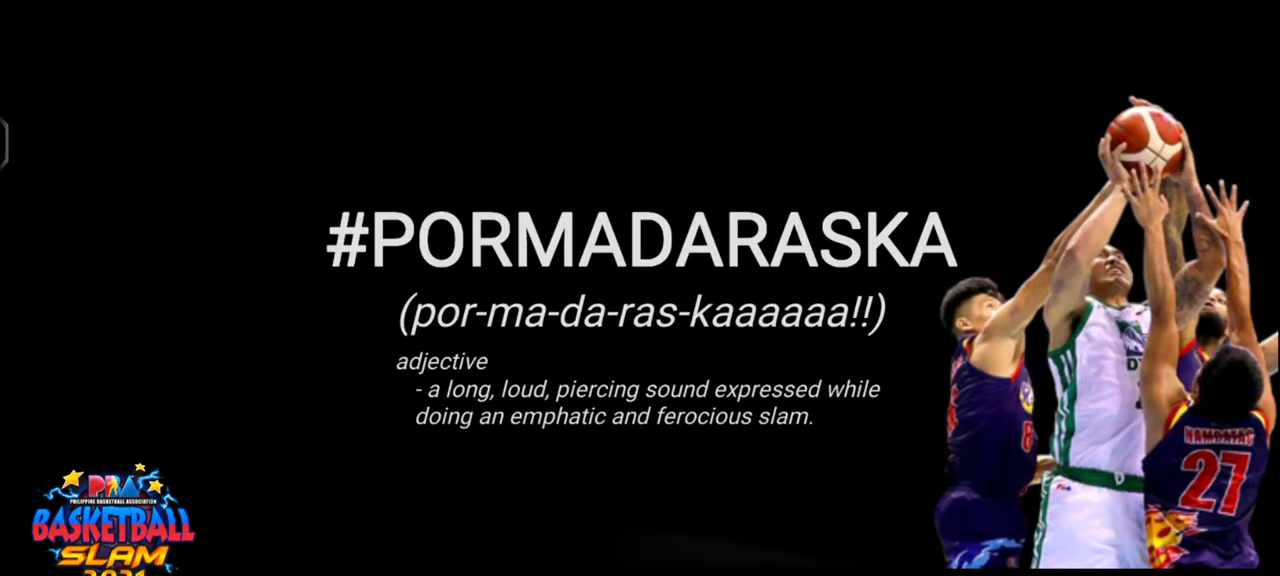 #PORMADARASKA
(por-ma-da-ras-kaaaaaa!!)
adjective
- a long, loud, piercing sound expressed while
doing an emphatic and ferocious slam.
PBA
PHILIPPINE BASKETBALL ASSOCIATION
BASKETBALL
SLAM
2021
NAMBATAC
27
8